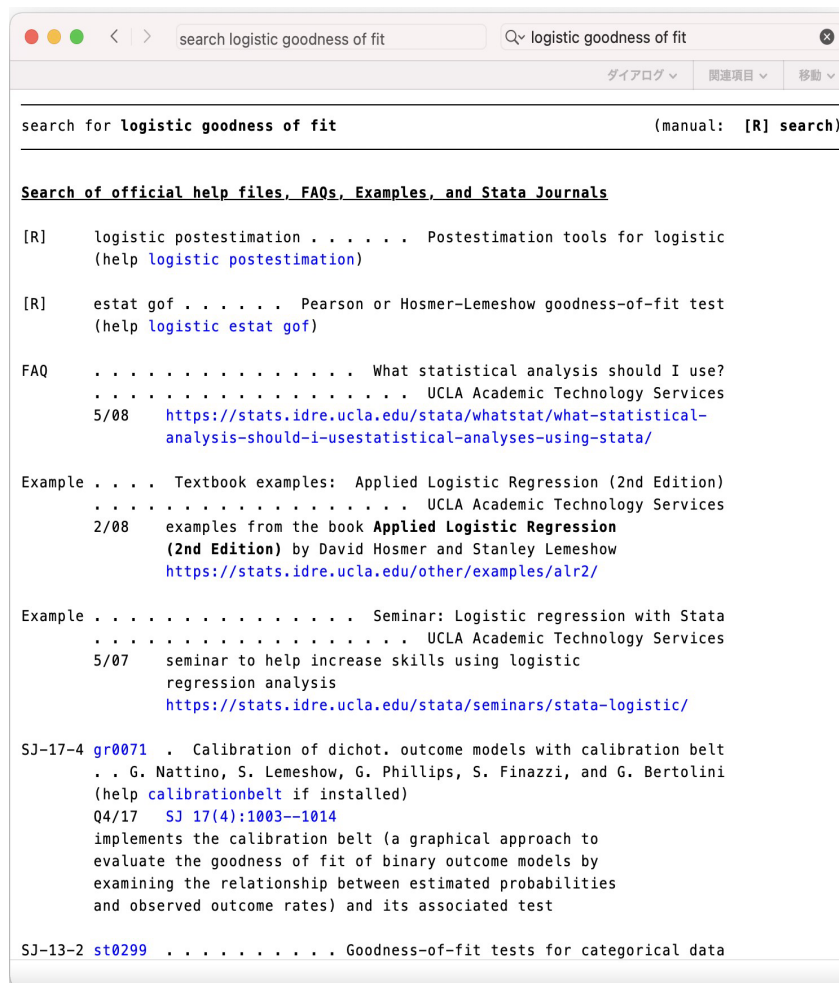 search logistic goodness of fit
logistic goodness of fit
ダイアログ 関連項目 移動
search for logistic goodness of fit (manual: [R] search)
Search of official help files, FAQs, Examples, and Stata Journals
[R] logistic postestimation . . . . . . Postestimation tools for logistic
(help logistic postestimation)
[R] estat gof . . . . . . Pearson or Hosmer-Lemeshow goodness-of-fit test
(help logistic estat gof)
FAQ . . . . . . . . . . . . . . . What statistical analysis should I use?
. . . . . . . . . . . . . . . . . . UCLA Academic Technology Services
5/08 https://stats.idre.ucla.edu/stata/whatstat/what-statistical-
analysis-should-i-usestatistical-analyses-using-stata/
Example . . . . Textbook examples: Applied Logistic Regression (2nd Edition)
. . . . . . . . . . . . . . . . . . UCLA Academic Technology Services
2/08 examples from the book Applied Logistic Regression
(2nd Edition) by David Hosmer and Stanley Lemeshow
https://stats.idre.ucla.edu/other/examples/alr2/
Example . . . . . . . . . . . . . . . Seminar: Logistic regression with Stata
. . . . . . . . . . . . . . . . . . UCLA Academic Technology Services
5/07 seminar to help increase skills using logistic
regression analysis
https://stats.idre.ucla.edu/stata/seminars/stata-logistic/
SJ-17-4 gr0071 . Calibration of dichot. outcome models with calibration belt
. . G. Nattino, S. Lemeshow, G. Phillips, S. Finazzi, and G. Bertolini
(help calibrationbelt if installed)
Q4/17 SJ 17(4):1003--1014
implements the calibration belt (a graphical approach to
evaluate the goodness of fit of binary outcome models by
examining the relationship between estimated probabilities
and observed outcome rates) and its associated test
SJ-13-2 st0299 . . . . . . . . . . Goodness-of-fit tests for categorical data